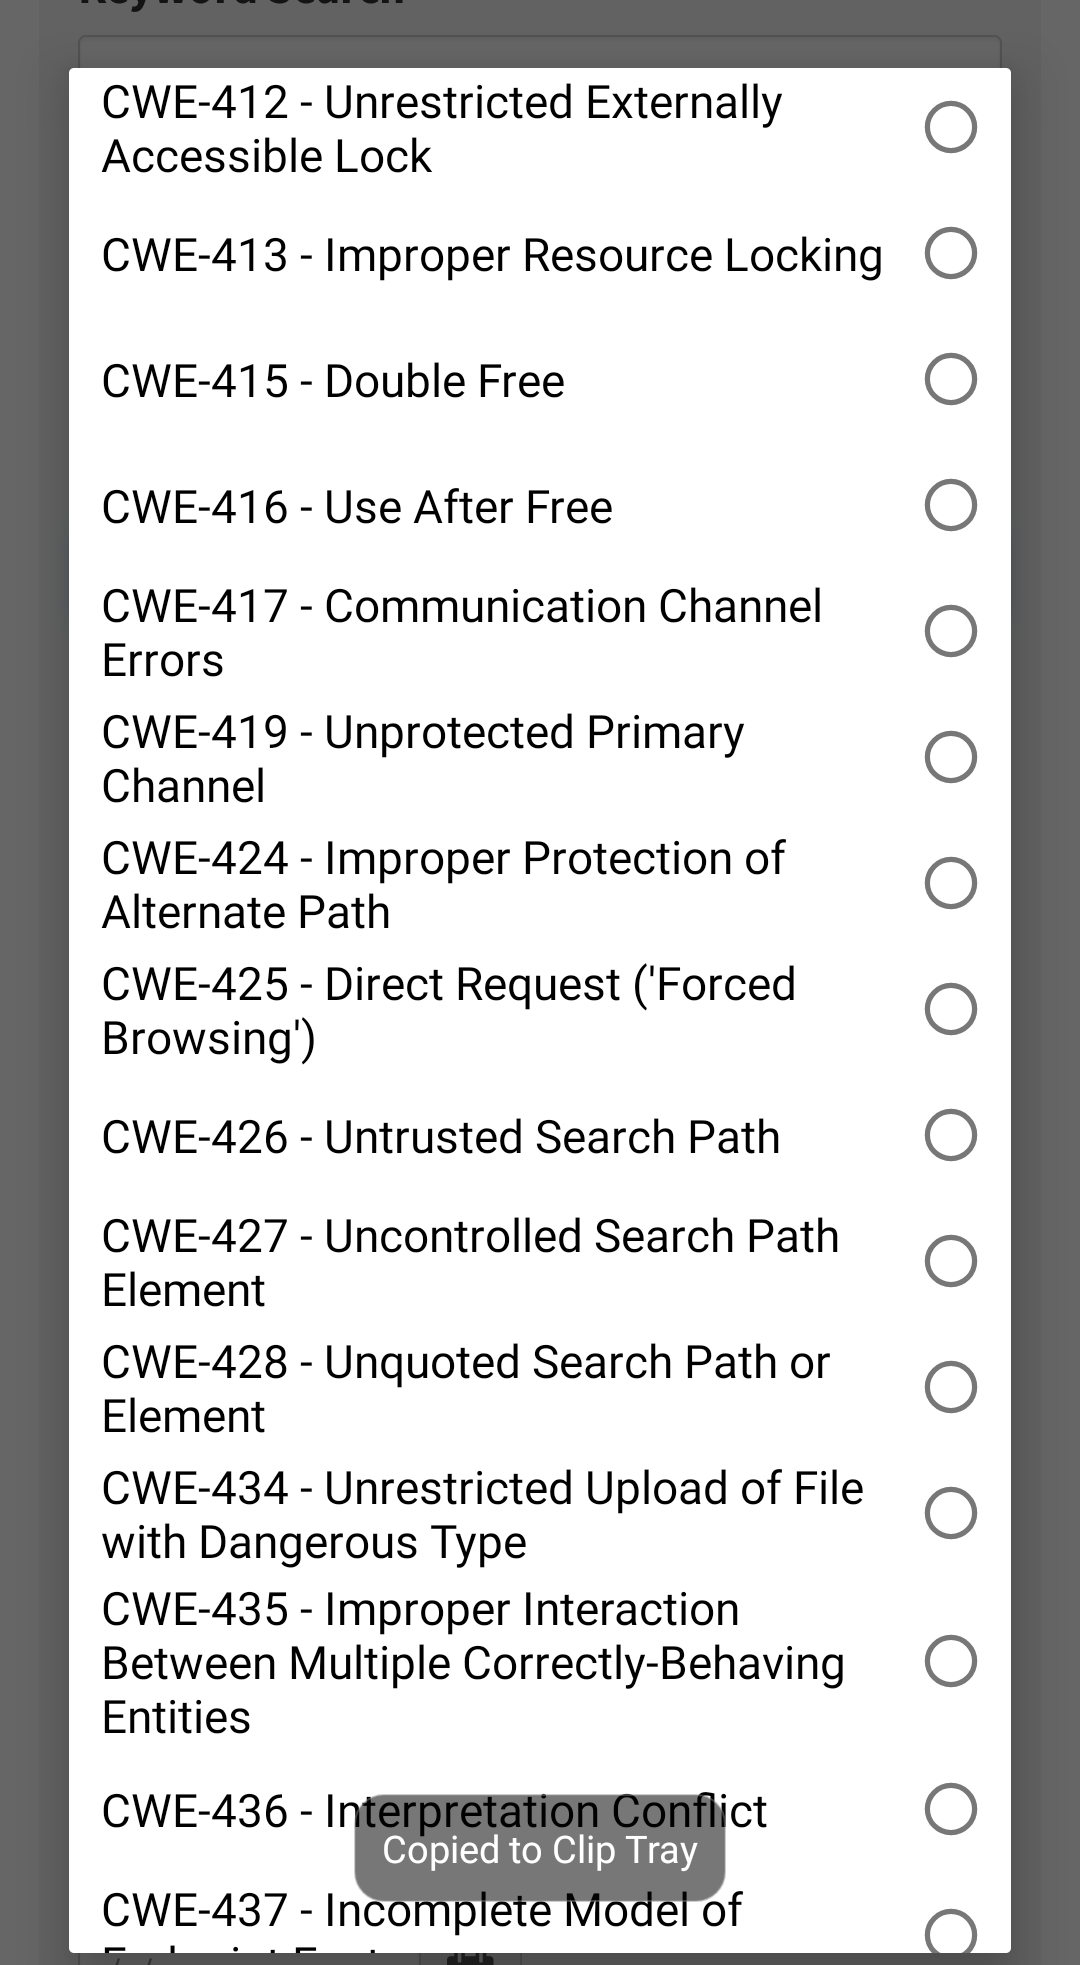 CWE-412 - Unrestricted Externally
Accessible Lock
CWE-413 - Improper Resource Locking
CWE-415 - Double Free
CWE-416 - Use After Free
CWE-417 - Communication Channel
Errors
CWE-419 - Unprotected Primary
Channel
CWE-424 - Improper Protection of
Alternate Path
CWE-425 - Direct Request ('Forced
Browsing')
CWE-426 - Untrusted Search Path
CWE-427 - Uncontrolled Search Path
Element
CWE-428 - Unquoted Search Path or
Element
CWE-434 - Unrestricted Upload of File
with Dangerous Type
CWE-435 - Improper Interaction
Between Multiple Correctly-Behaving
Entities
CWE-436 - Interpretation Conflict
Copied to Clip Tray
CWE-437 - Incomplete Model of